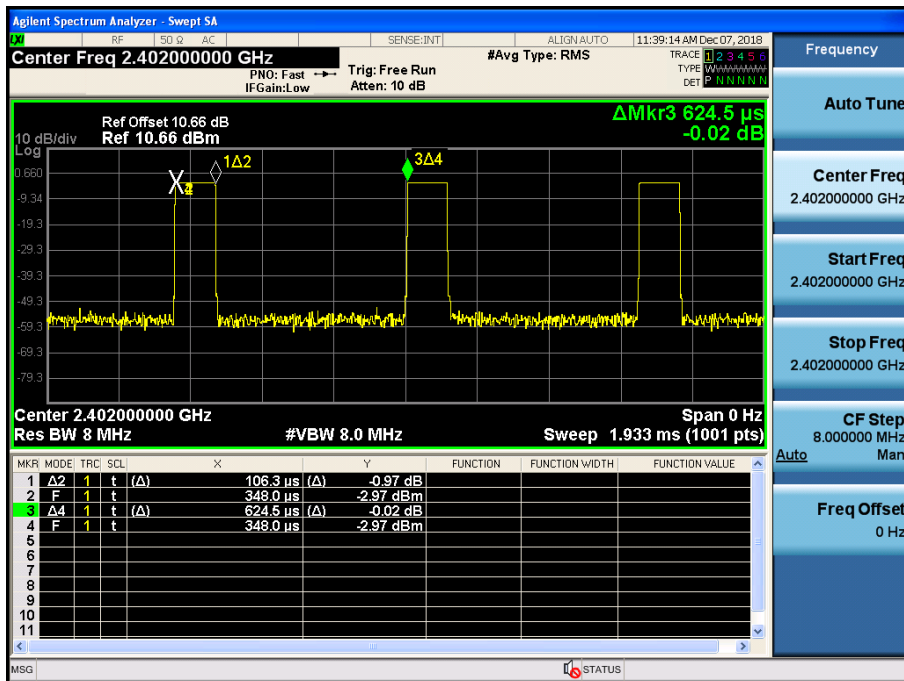 Agilent Spectrum Analyzer - Swept SA
LXI RF 50 Ω AC SENSE:INT ALIGN AUTO 11:39:14 AM Dec 07, 2018
Center Freq 2.402000000 GHz
PNO: Fast
IFGain:Low
Trig: Free Run
Atten: 10 dB
#Avg Type: RMS
TRACE 1 2 3 4 5 6
TYPE W
DET P N N N N N
ΔMkr3 624.5 µs
-0.02 dB
Ref Offset 10.66 dB
Ref 10.66 dBm
10 dB/div
Log
0.660
-9.34
-19.3
-29.3
-39.3
-49.3
-59.3
-69.3
-79.3
1Δ2
3Δ4
Center 2.402000000 GHz
Span 0 Hz
Res BW 8 MHz
#VBW 8.0 MHz
Sweep 1.933 ms (1001 pts)
MKR MODE TRC SCL X Y FUNCTION FUNCTION WIDTH FUNCTION VALUE
1 Δ2 1 t (Δ) 106.3 µs (Δ) -0.97 dB
2 F 1 t 348.0 µs -2.97 dBm
3 Δ4 1 t (Δ) 624.5 µs (Δ) -0.02 dB
4 F 1 t 348.0 µs -2.97 dBm
5
6
7
8
9
10
11
MSG
STATUS
Frequency
Auto Tune
Center Freq
2.402000000 GHz
Start Freq
2.402000000 GHz
Stop Freq
2.402000000 GHz
CF Step
8.000000 MHz
Auto Man
Freq Offset
0 Hz